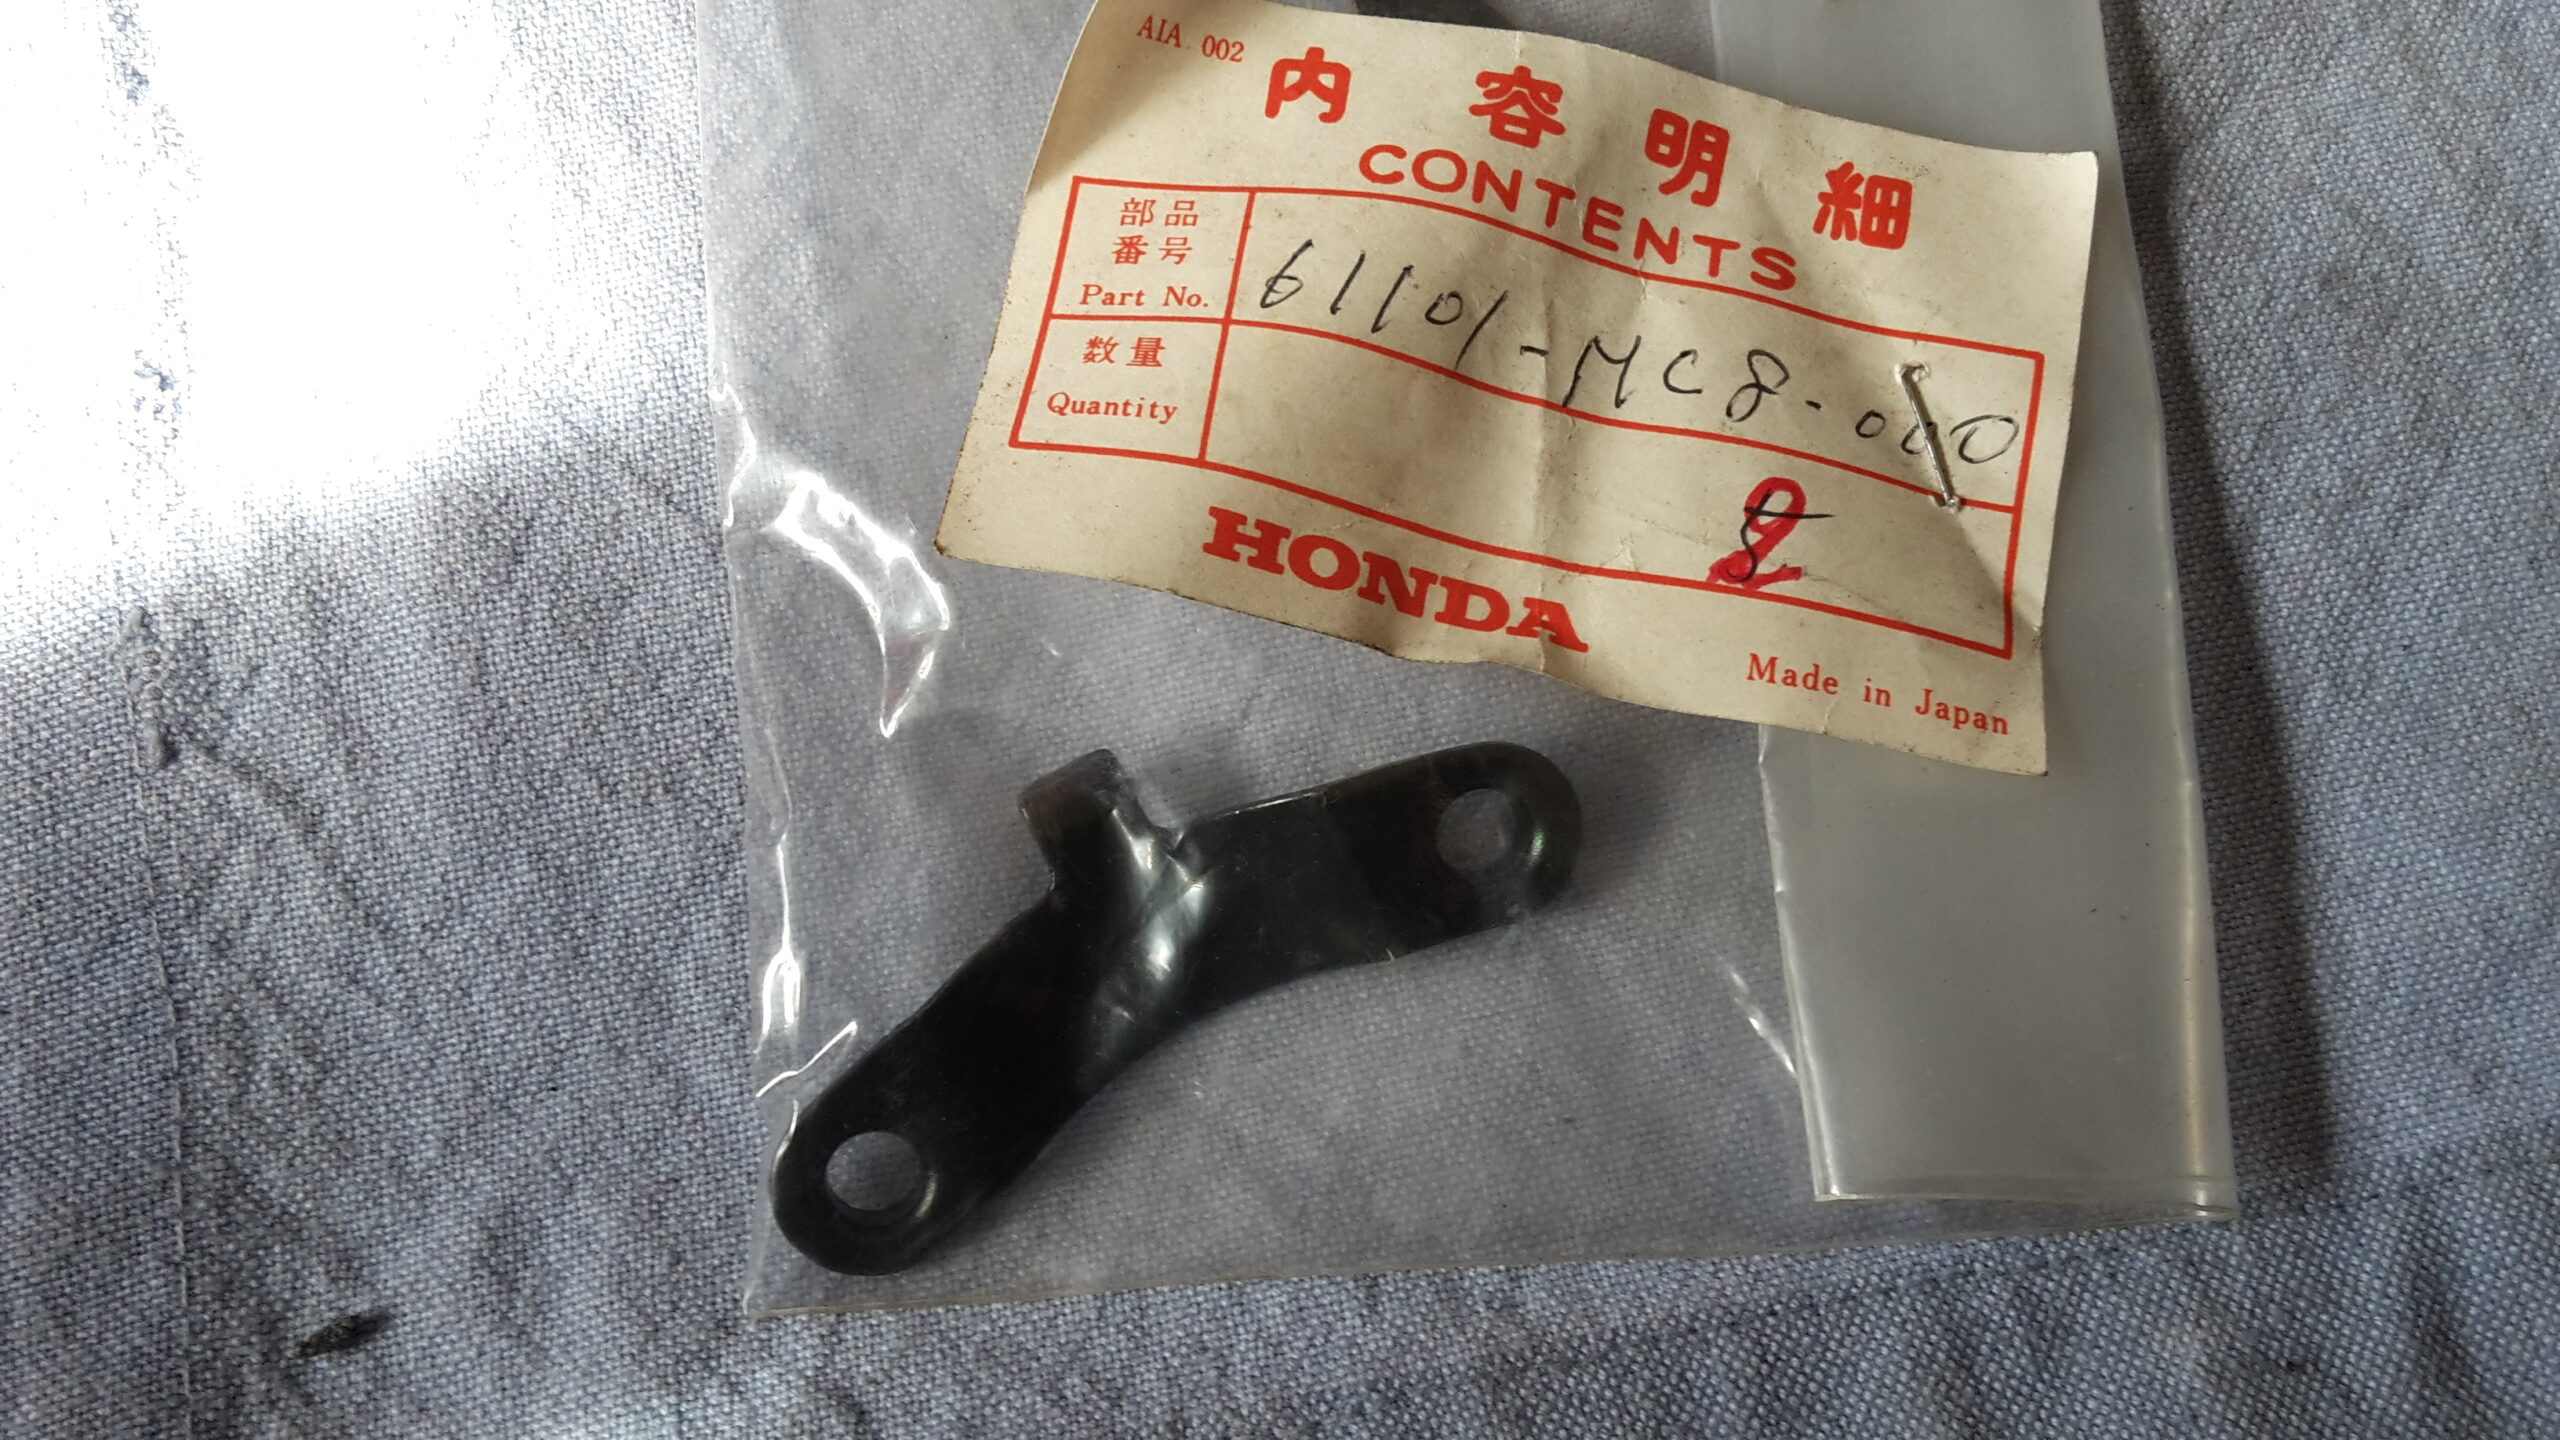 AIA 002
内容明細
CONTENTS
部品
番号
Part No.
61101-MC8-000
数量
Quantity
HONDA
Made in Japan